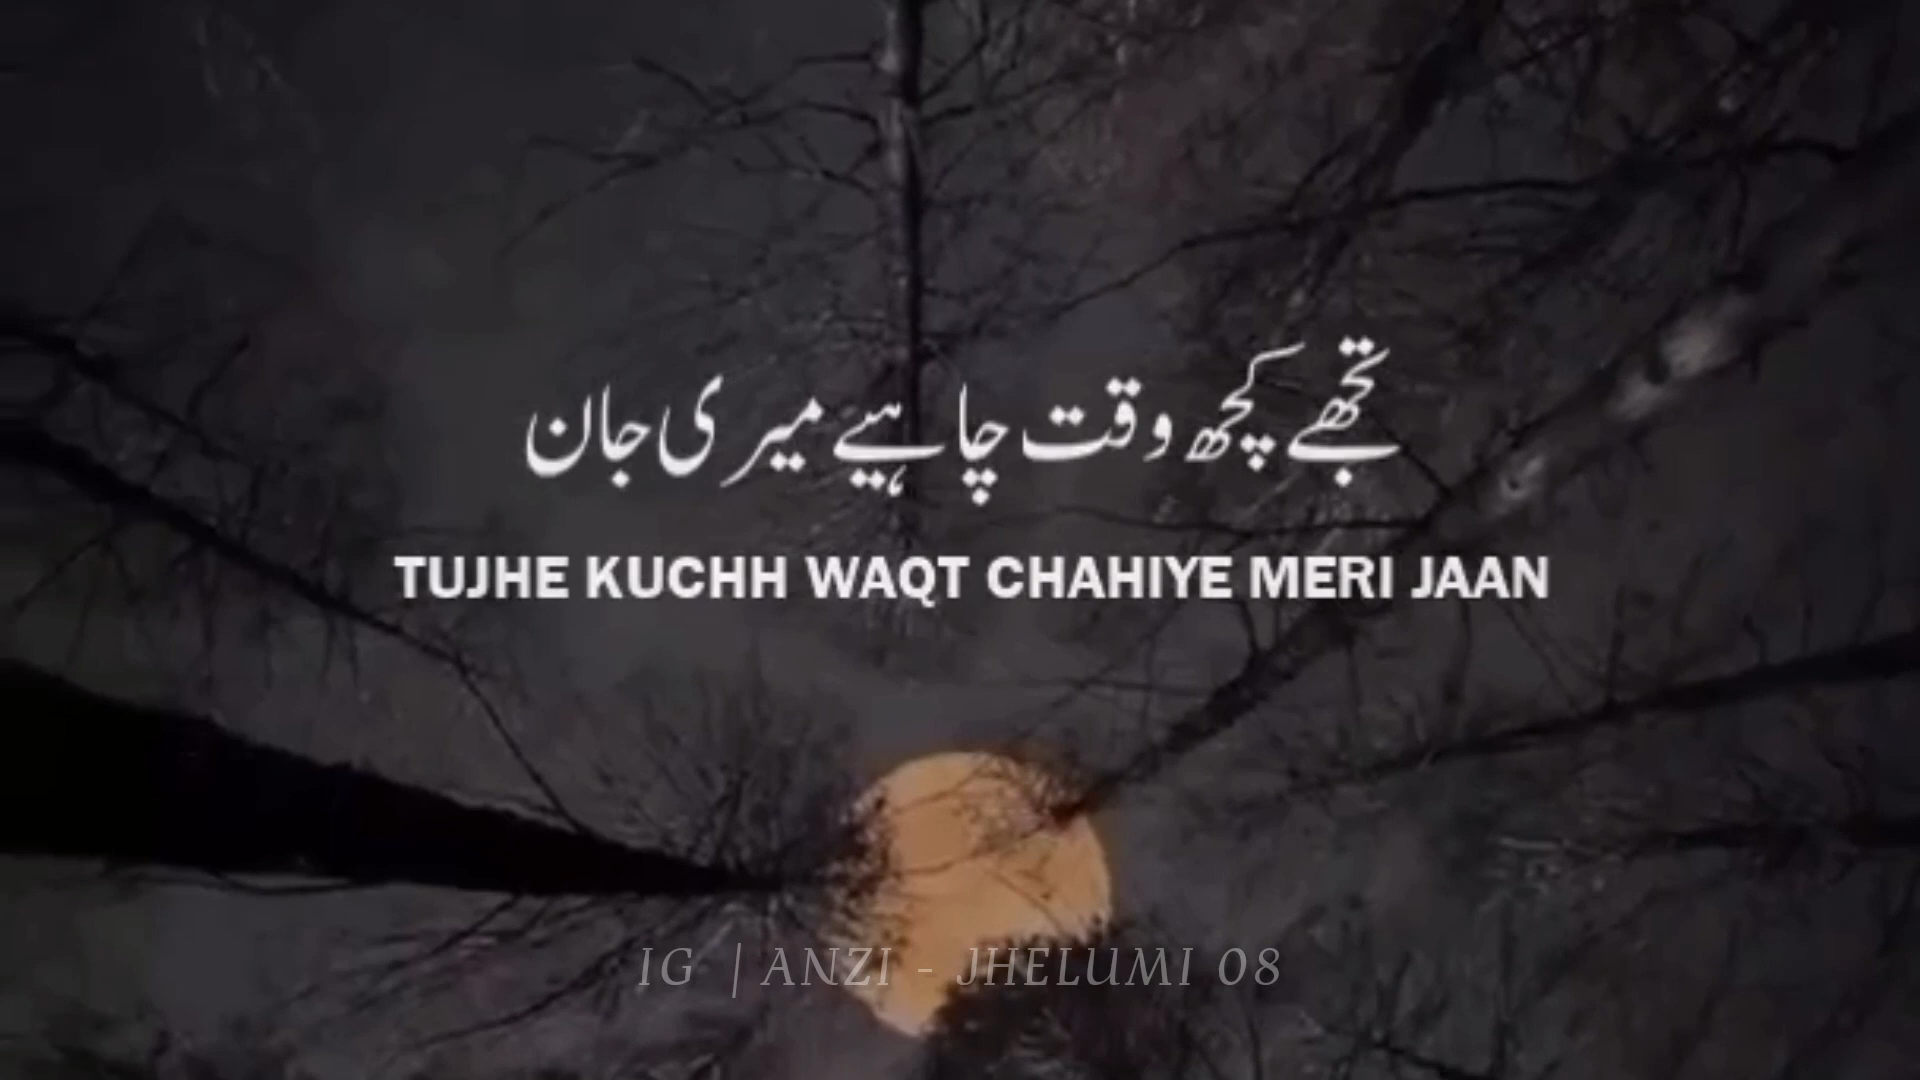 تجھے کچھ وقت چاہیے میری جان
TUJHE KUCHH WAQT CHAHIYE MERI JAAN
IG | ANZI - JHELUMI 08